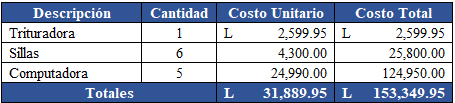 Descripción Cantidad Costo Unitario Costo Total
Trituradora 1 L 2,599.95 L 2,599.95
Sillas 6 4,300.00 25,800.00
Computadora 5 24,990.00 124,950.00
Totales L 31,889.95 L 153,349.95